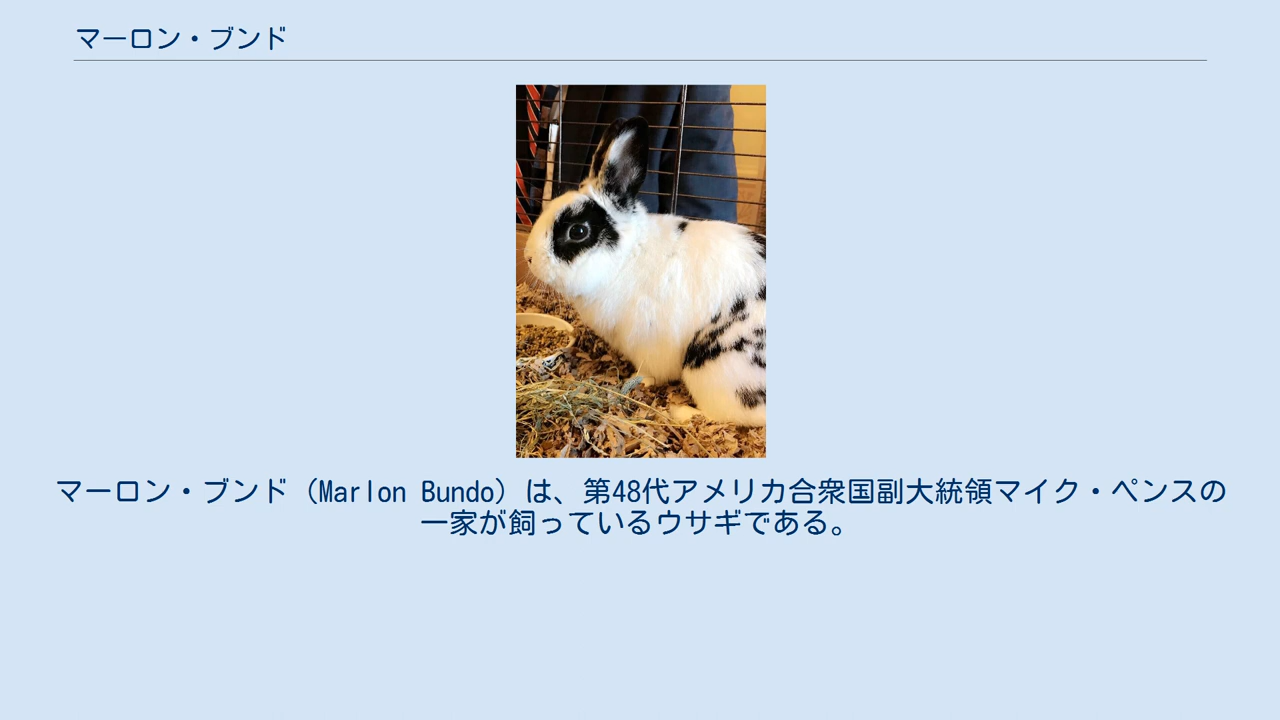 マーロン・ブンド
マーロン・ブンド（Marlon Bundo）は、第48代アメリカ合衆国副大統領マイク・ペンスの
一家が飼っているウサギである。